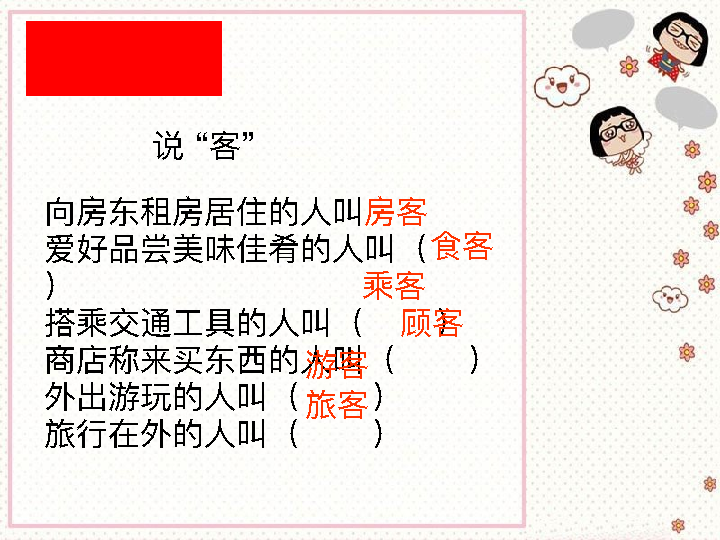 说 “客”
向房东租房居住的人叫房客
爱好品尝美味佳肴的人叫（食客
）
乘客
搭乘交通工具的人叫（ 顾客）
商店称来买东西的人叫（ ）
游客
外出游玩的人叫（ ）
旅客
旅行在外的人叫（ ）